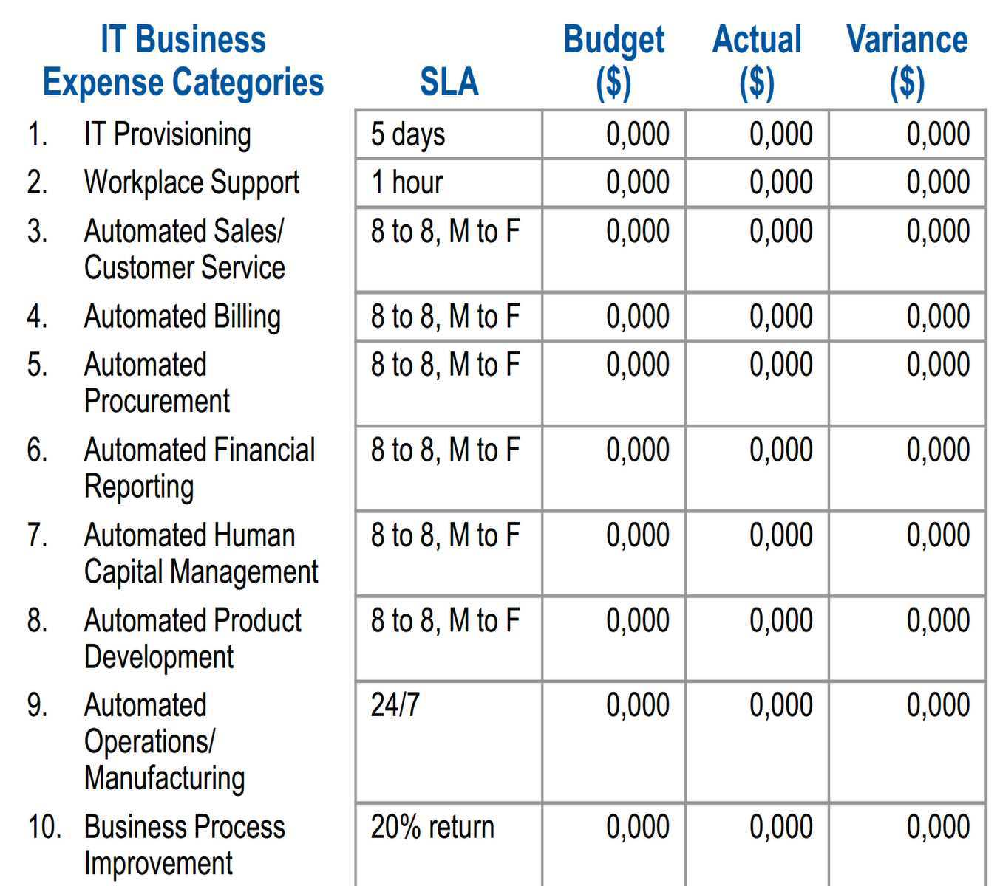 IT Business
Expense Categories SLA Budget ($) Actual ($) Variance ($)
1. IT Provisioning 5 days 0,000 0,000 0,000
2. Workplace Support 1 hour 0,000 0,000 0,000
3. Automated Sales/ 8 to 8, M to F 0,000 0,000 0,000
Customer Service
4. Automated Billing 8 to 8, M to F 0,000 0,000 0,000
5. Automated 8 to 8, M to F 0,000 0,000 0,000
Procurement
6. Automated Financial 8 to 8, M to F 0,000 0,000 0,000
Reporting
7. Automated Human 8 to 8, M to F 0,000 0,000 0,000
Capital Management
8. Automated Product 8 to 8, M to F 0,000 0,000 0,000
Development
9. Automated 24/7 0,000 0,000 0,000
Operations/
Manufacturing
10. Business Process 20% return 0,000 0,000 0,000
Improvement